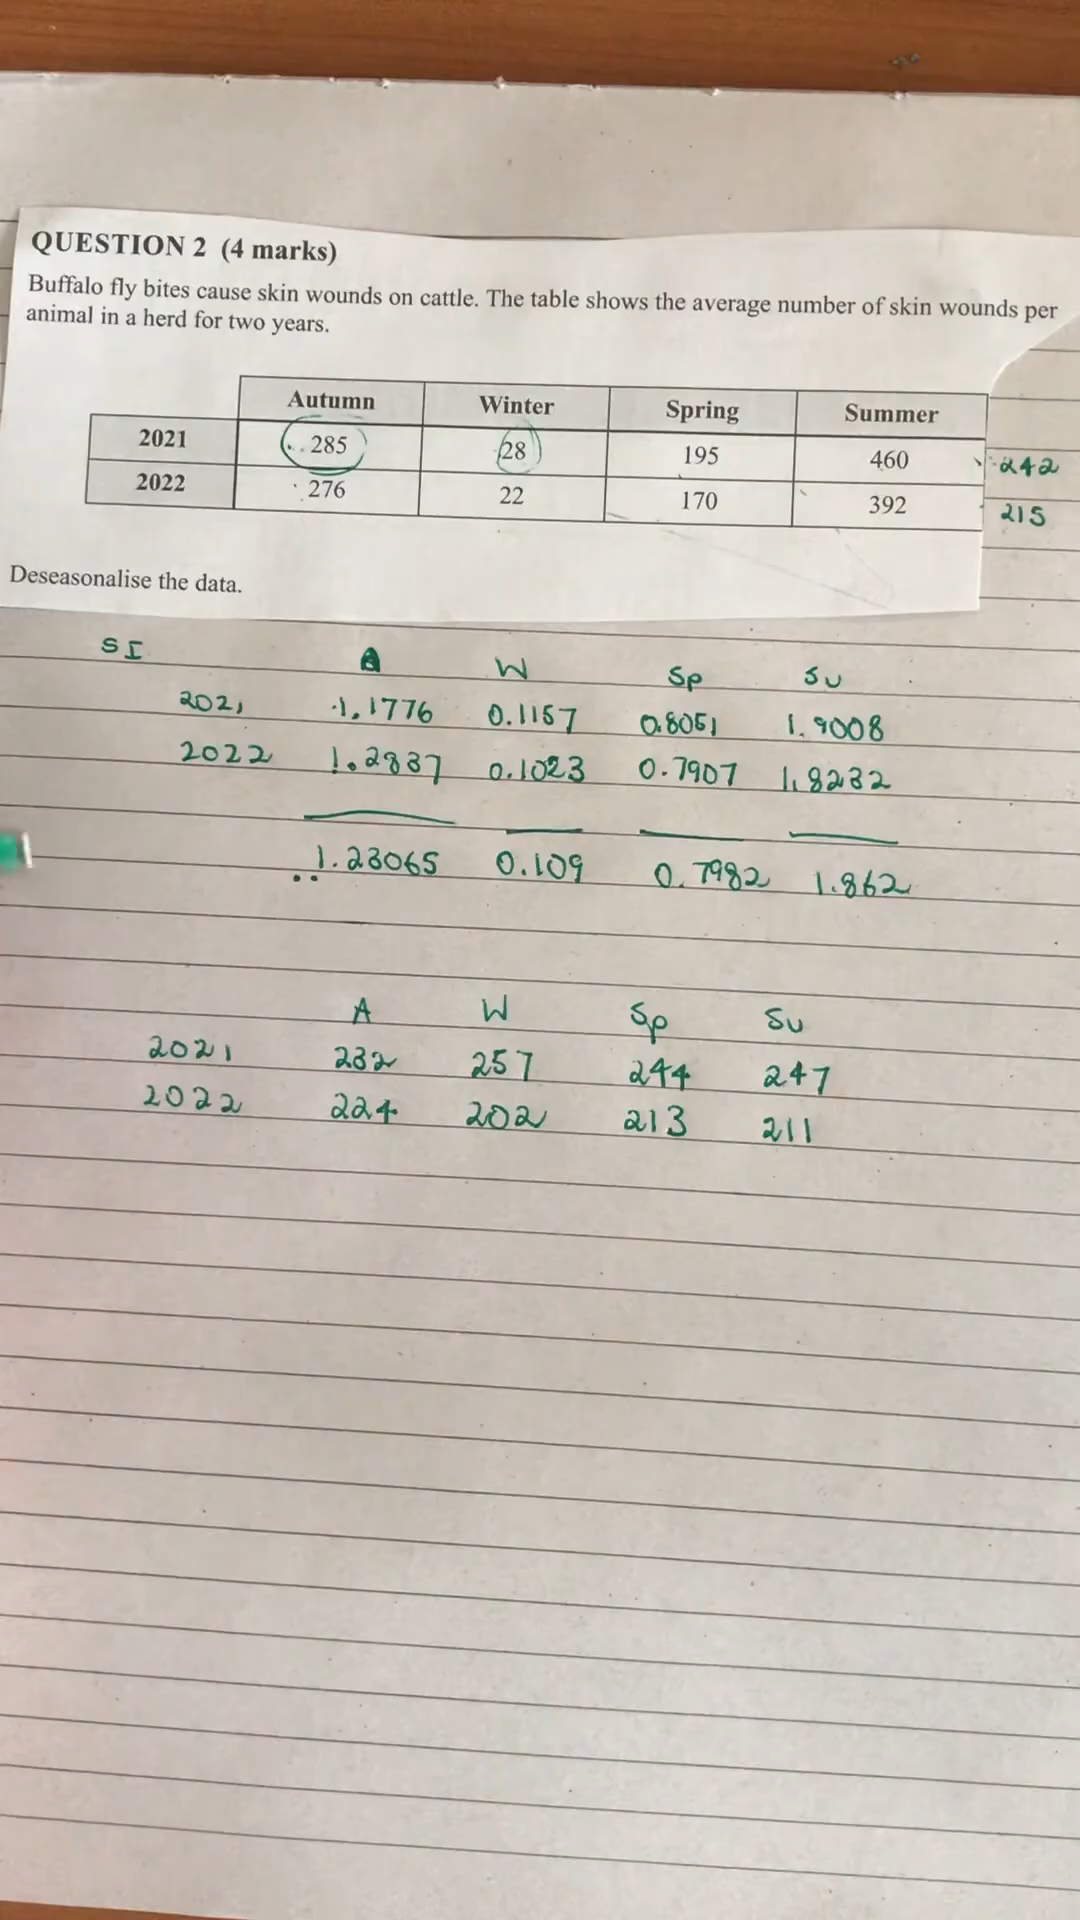 QUESTION 2 (4 marks)
Buffalo fly bites cause skin wounds on cattle. The table shows the average number of skin wounds per
animal in a herd for two years.
Autumn Winter Spring Summer
2021 285 28 195 460 242
2022 276 22 170 392 215
Deseasonalise the data.
SI A W Sp Su
2021 1.1776 0.1157 0.8051 1.9008
2022 1.2837 0.1023 0.7907 1.8232
1.23065 0.109 0.7982 1.862
A W Sp Su
2021 232 257 244 247
2022 224 202 213 211